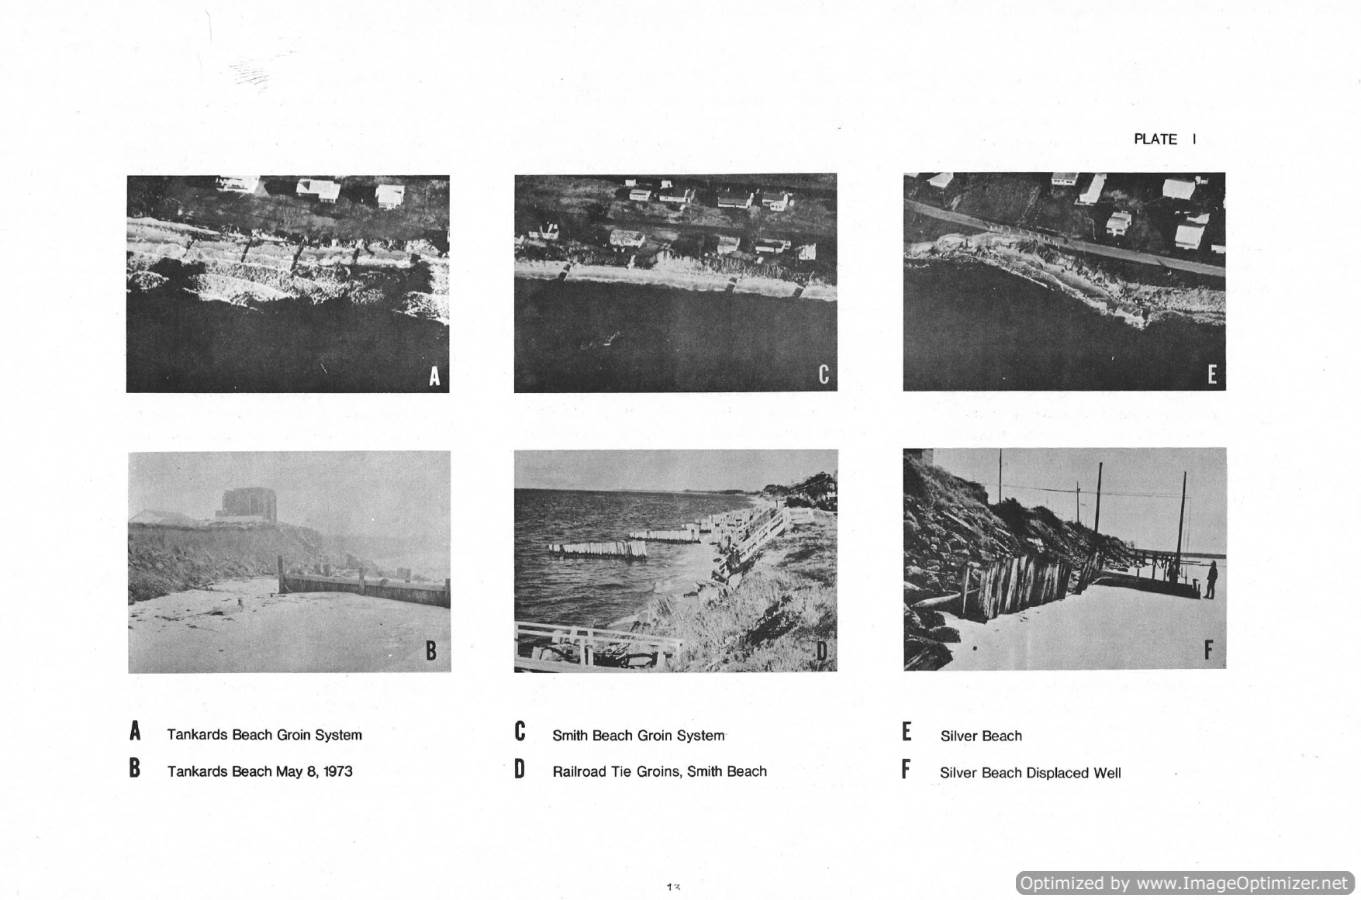 PLATE I
A
C
E
B
D
F
A Tankards Beach Groin System
B Tankards Beach May 8, 1973
C Smith Beach Groin System
D Railroad Tie Groins, Smith Beach
E Silver Beach
F Silver Beach Displaced Well
13
Optimized by www.ImageOptimizer.net